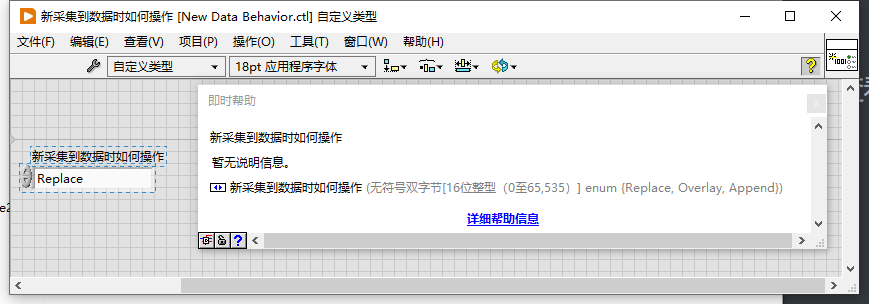 新采集到数据时如何操作 [New Data Behavior.ctl] 自定义类型
文件(F) 编辑(E) 查看(V) 项目(P) 操作(O) 工具(T) 窗口(W) 帮助(H)
自定义类型 18pt 应用程序字体
即时帮助
新采集到数据时如何操作
暂无说明信息。
新采集到数据时如何操作 (无符号双字节[16位整型（0至65,535）] enum {Replace, Overlay, Append})
详细帮助信息
新采集到数据时如何操作
Replace
e2